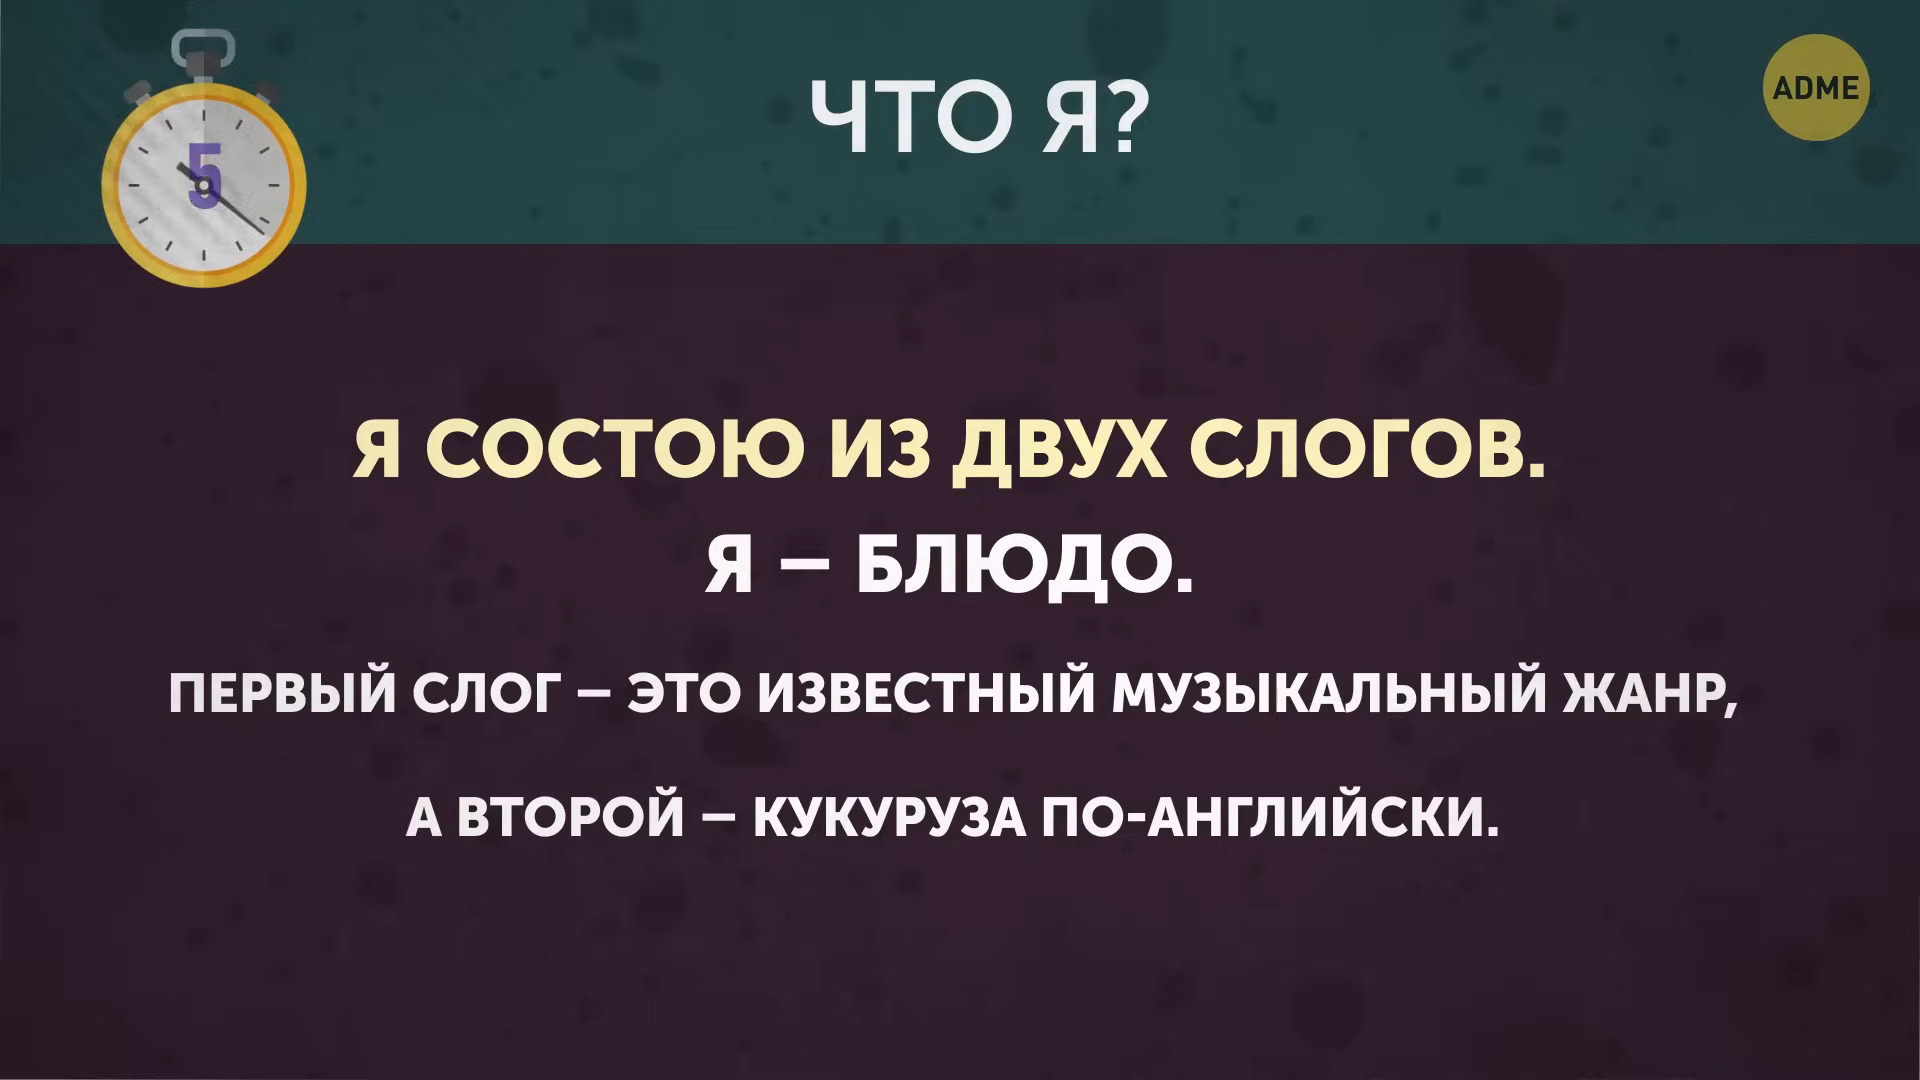 ЧТО Я?
ADME
5
Я СОСТОЮ ИЗ ДВУХ СЛОГОВ.
Я – БЛЮДО.
ПЕРВЫЙ СЛОГ – ЭТО ИЗВЕСТНЫЙ МУЗЫКАЛЬНЫЙ ЖАНР,
А ВТОРОЙ – КУКУРУЗА ПО-АНГЛИЙСКИ.